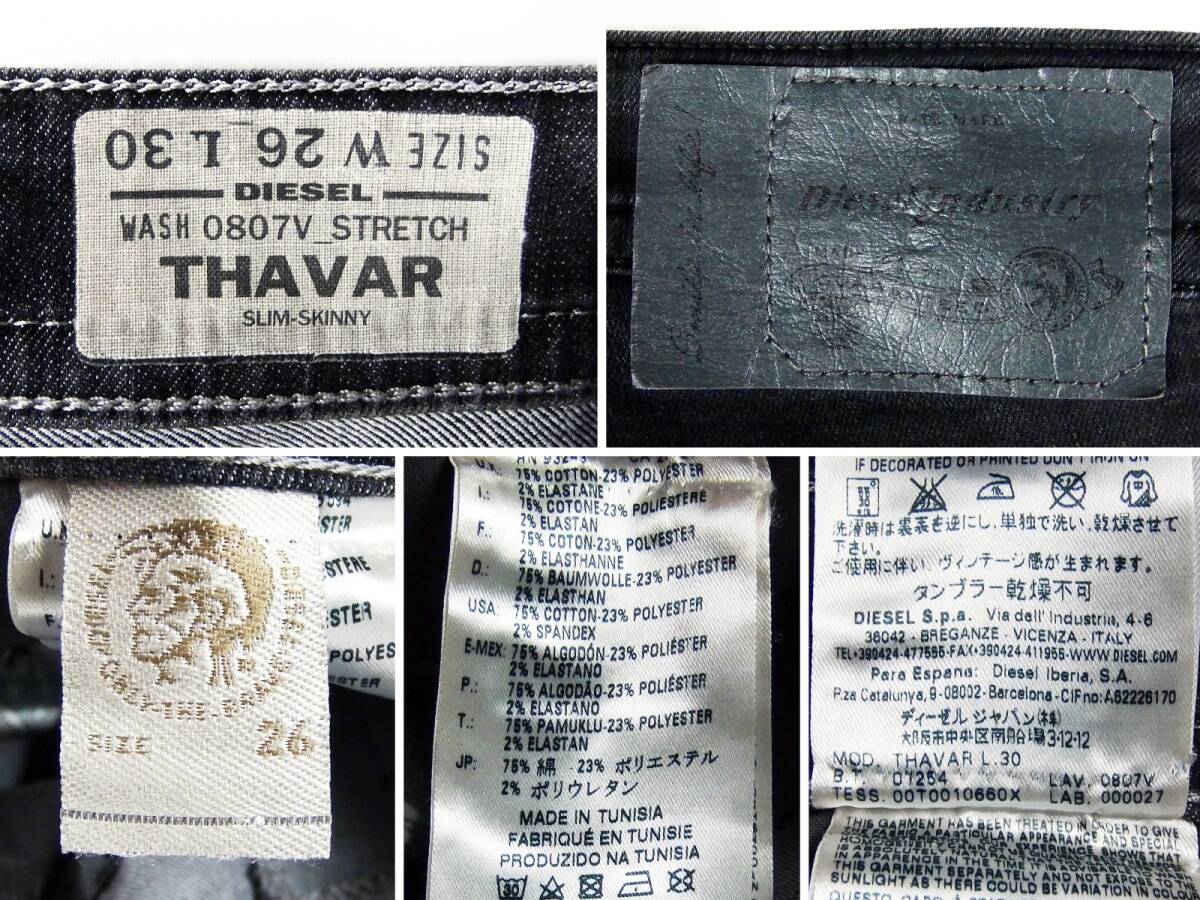 SIZE W 26 L 30
DIESEL
WASH 0807V_STRETCH
THAVAR
SLIM-SKINNY
Diesel Industry
SIZE 26
75% COTTON-23% POLYESTER
2% ELASTANE
I.: 75% COTONE-23% POLIESTERE
2% ELASTAN
F.: 75% COTON-23% POLYESTER
2% ELASTHANNE
D.: 75% BAUMWOLLE-23% POLYESTER
2% ELASTHAN
USA: 75% COTTON-23% POLYESTER
2% SPANDEX
E-MEX: 75% ALGODÓN-23% POLIÉSTER
2% ELASTANO
P.: 75% ALGODÃO-23% POLIÉSTER
2% ELASTANO
T.: 75% PAMUKLU-23% POLYESTER
2% ELASTAN
JP: 75% 綿 23% ポリエステル
2% ポリウレタン
MADE IN TUNISIA
FABRIQUÉ EN TUNISIE
PRODUZIDO NA TUNISIA
IF DECORATED OR PRINTED DON'T IRON ON
洗濯時は裏表を逆にし、単独で洗い、乾燥させて
下さい。
ご使用に伴い、ヴィンテージ感が生まれます。
タンブラー乾燥不可
DIESEL S.p.a. Via dell' Industria, 4-6
36042 - BREGANZE - VICENZA - ITALY
TEL+390424-477555-FAX+390424-411955-WWW.DIESEL.COM
Para Espana: Diesel Iberia, S.A.
P.za Catalunya, 9-08002-Barcelona-CIFno;A62226170
ディーゼル ジャパン(株)
大阪市中央区南船場3-12-12
MOD. THAVAR L.30
B.T. 01254 LAV. 0807V
TESS. 00T0010660X LAB. 000027
THIS GARMENT HAS BEEN TREATED IN ORDER TO GIVE
THE FABRIC A PARTICULAR APPEARANCE AND SPECIAL
SUNLIGHT AS THERE COULD BE VARIATION IN COLOUR